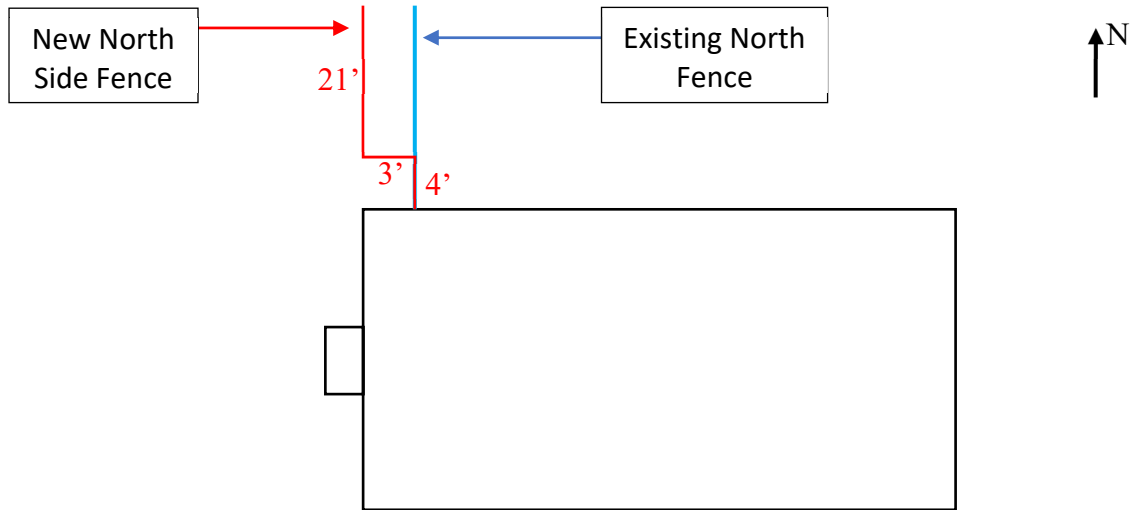 New North
Side Fence
Existing North
Fence
N
21’
3’
4’